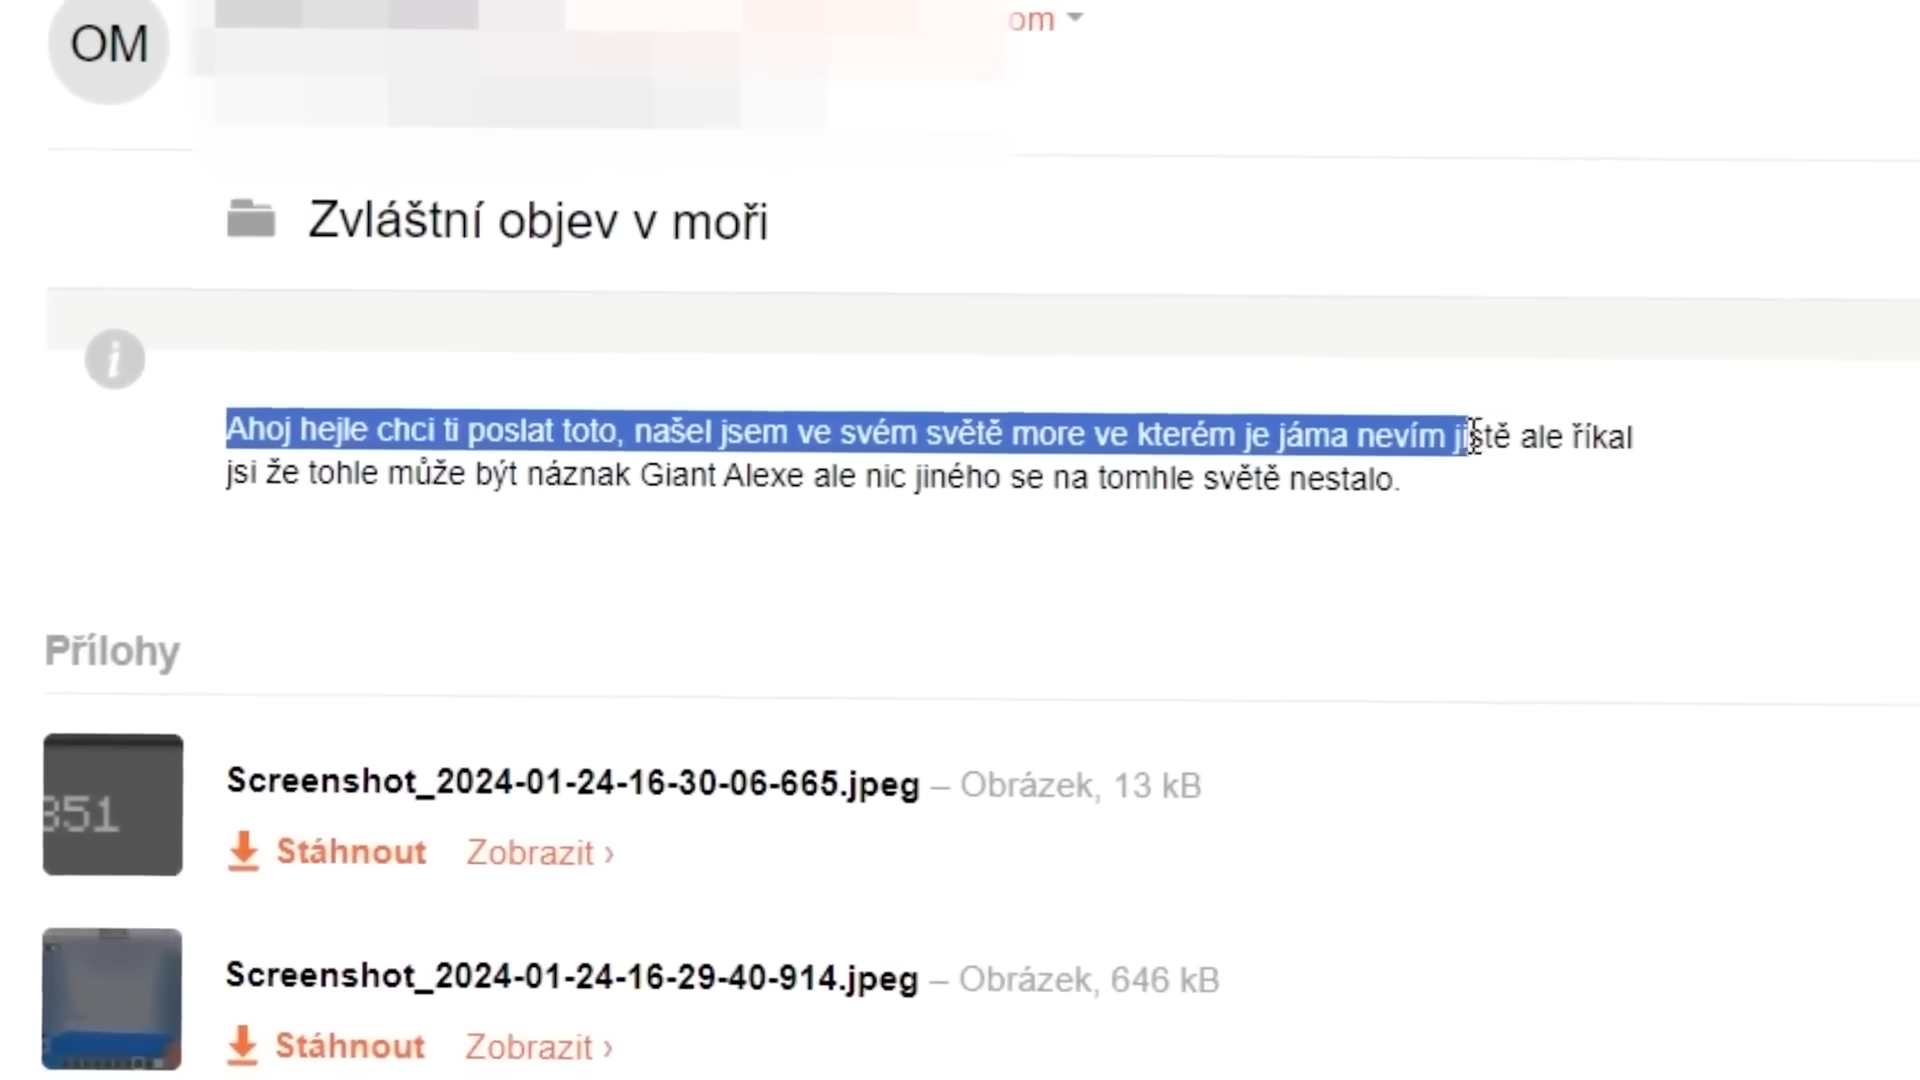 OM
om
Zvláštní objev v moři
Ahoj hejle chci ti poslat toto, našel jsem ve svém světě more ve kterém je jáma nevím jistě ale říkal
jsi že tohle může být náznak Giant Alexe ale nic jiného se na tomhle světě nestalo.
Přílohy
351
Screenshot_2024-01-24-16-30-06-665.jpeg – Obrázek, 13 kB
Stáhnout Zobrazit ›
Screenshot_2024-01-24-16-29-40-914.jpeg – Obrázek, 646 kB
Stáhnout Zobrazit ›